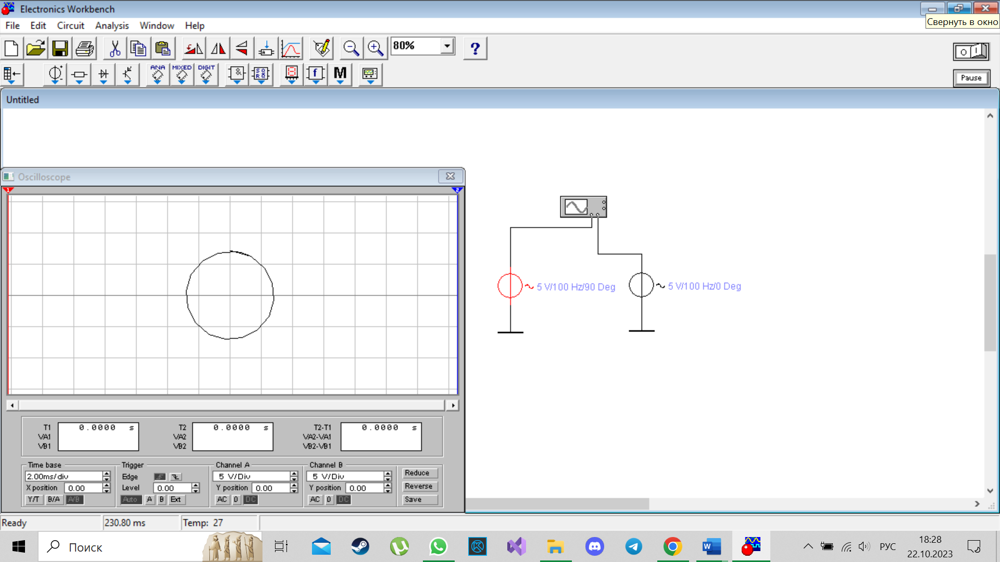 Electronics Workbench
Свернуть в окно
File Edit Circuit Analysis Window Help
80%
?
ANA MIXED DIGIT
M
Pause
Untitled
Oscilloscope
1 2
5 V/100 Hz/90 Deg 5 V/100 Hz/0 Deg
T1 0.0000 s T2 0.0000 s T2-T1 0.0000 s
VA1 VA2 VA2-VA1
VB1 VB2 VB2-VB1
Time base Trigger Channel A Channel B
2.00ms/div Edge 5 V/Div 5 V/Div Reduce
X position 0.00 Level 0.00 Y position 0.00 Y position 0.00 Reverse
Y/T B/A A/B Auto A B Ext AC 0 DC AC 0 DC Save
Ready 230.80 ms Temp: 27
Поиск
РУС
18:28
22.10.2023